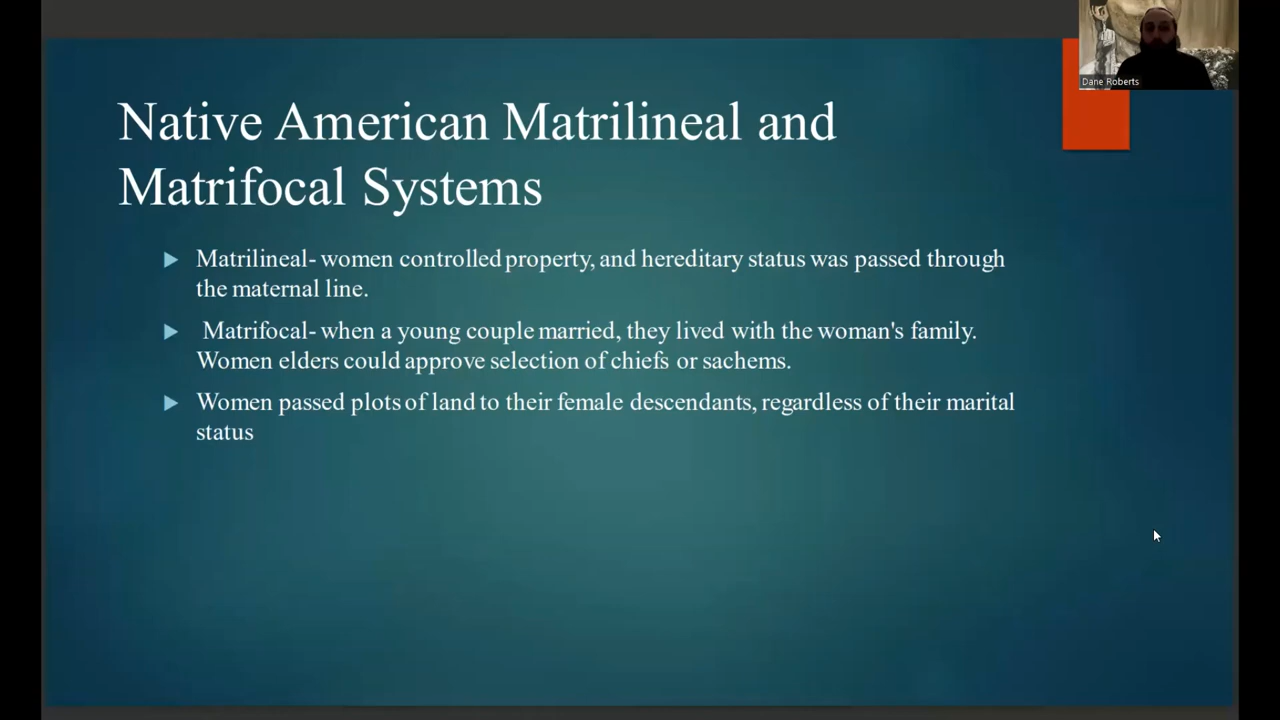 Dane Roberts
Native American Matrilineal and
Matrifocal Systems
Matrilineal- women controlled property, and hereditary status was passed through
the maternal line.
Matrifocal- when a young couple married, they lived with the woman's family.
Women elders could approve selection of chiefs or sachems.
Women passed plots of land to their female descendants, regardless of their marital
status